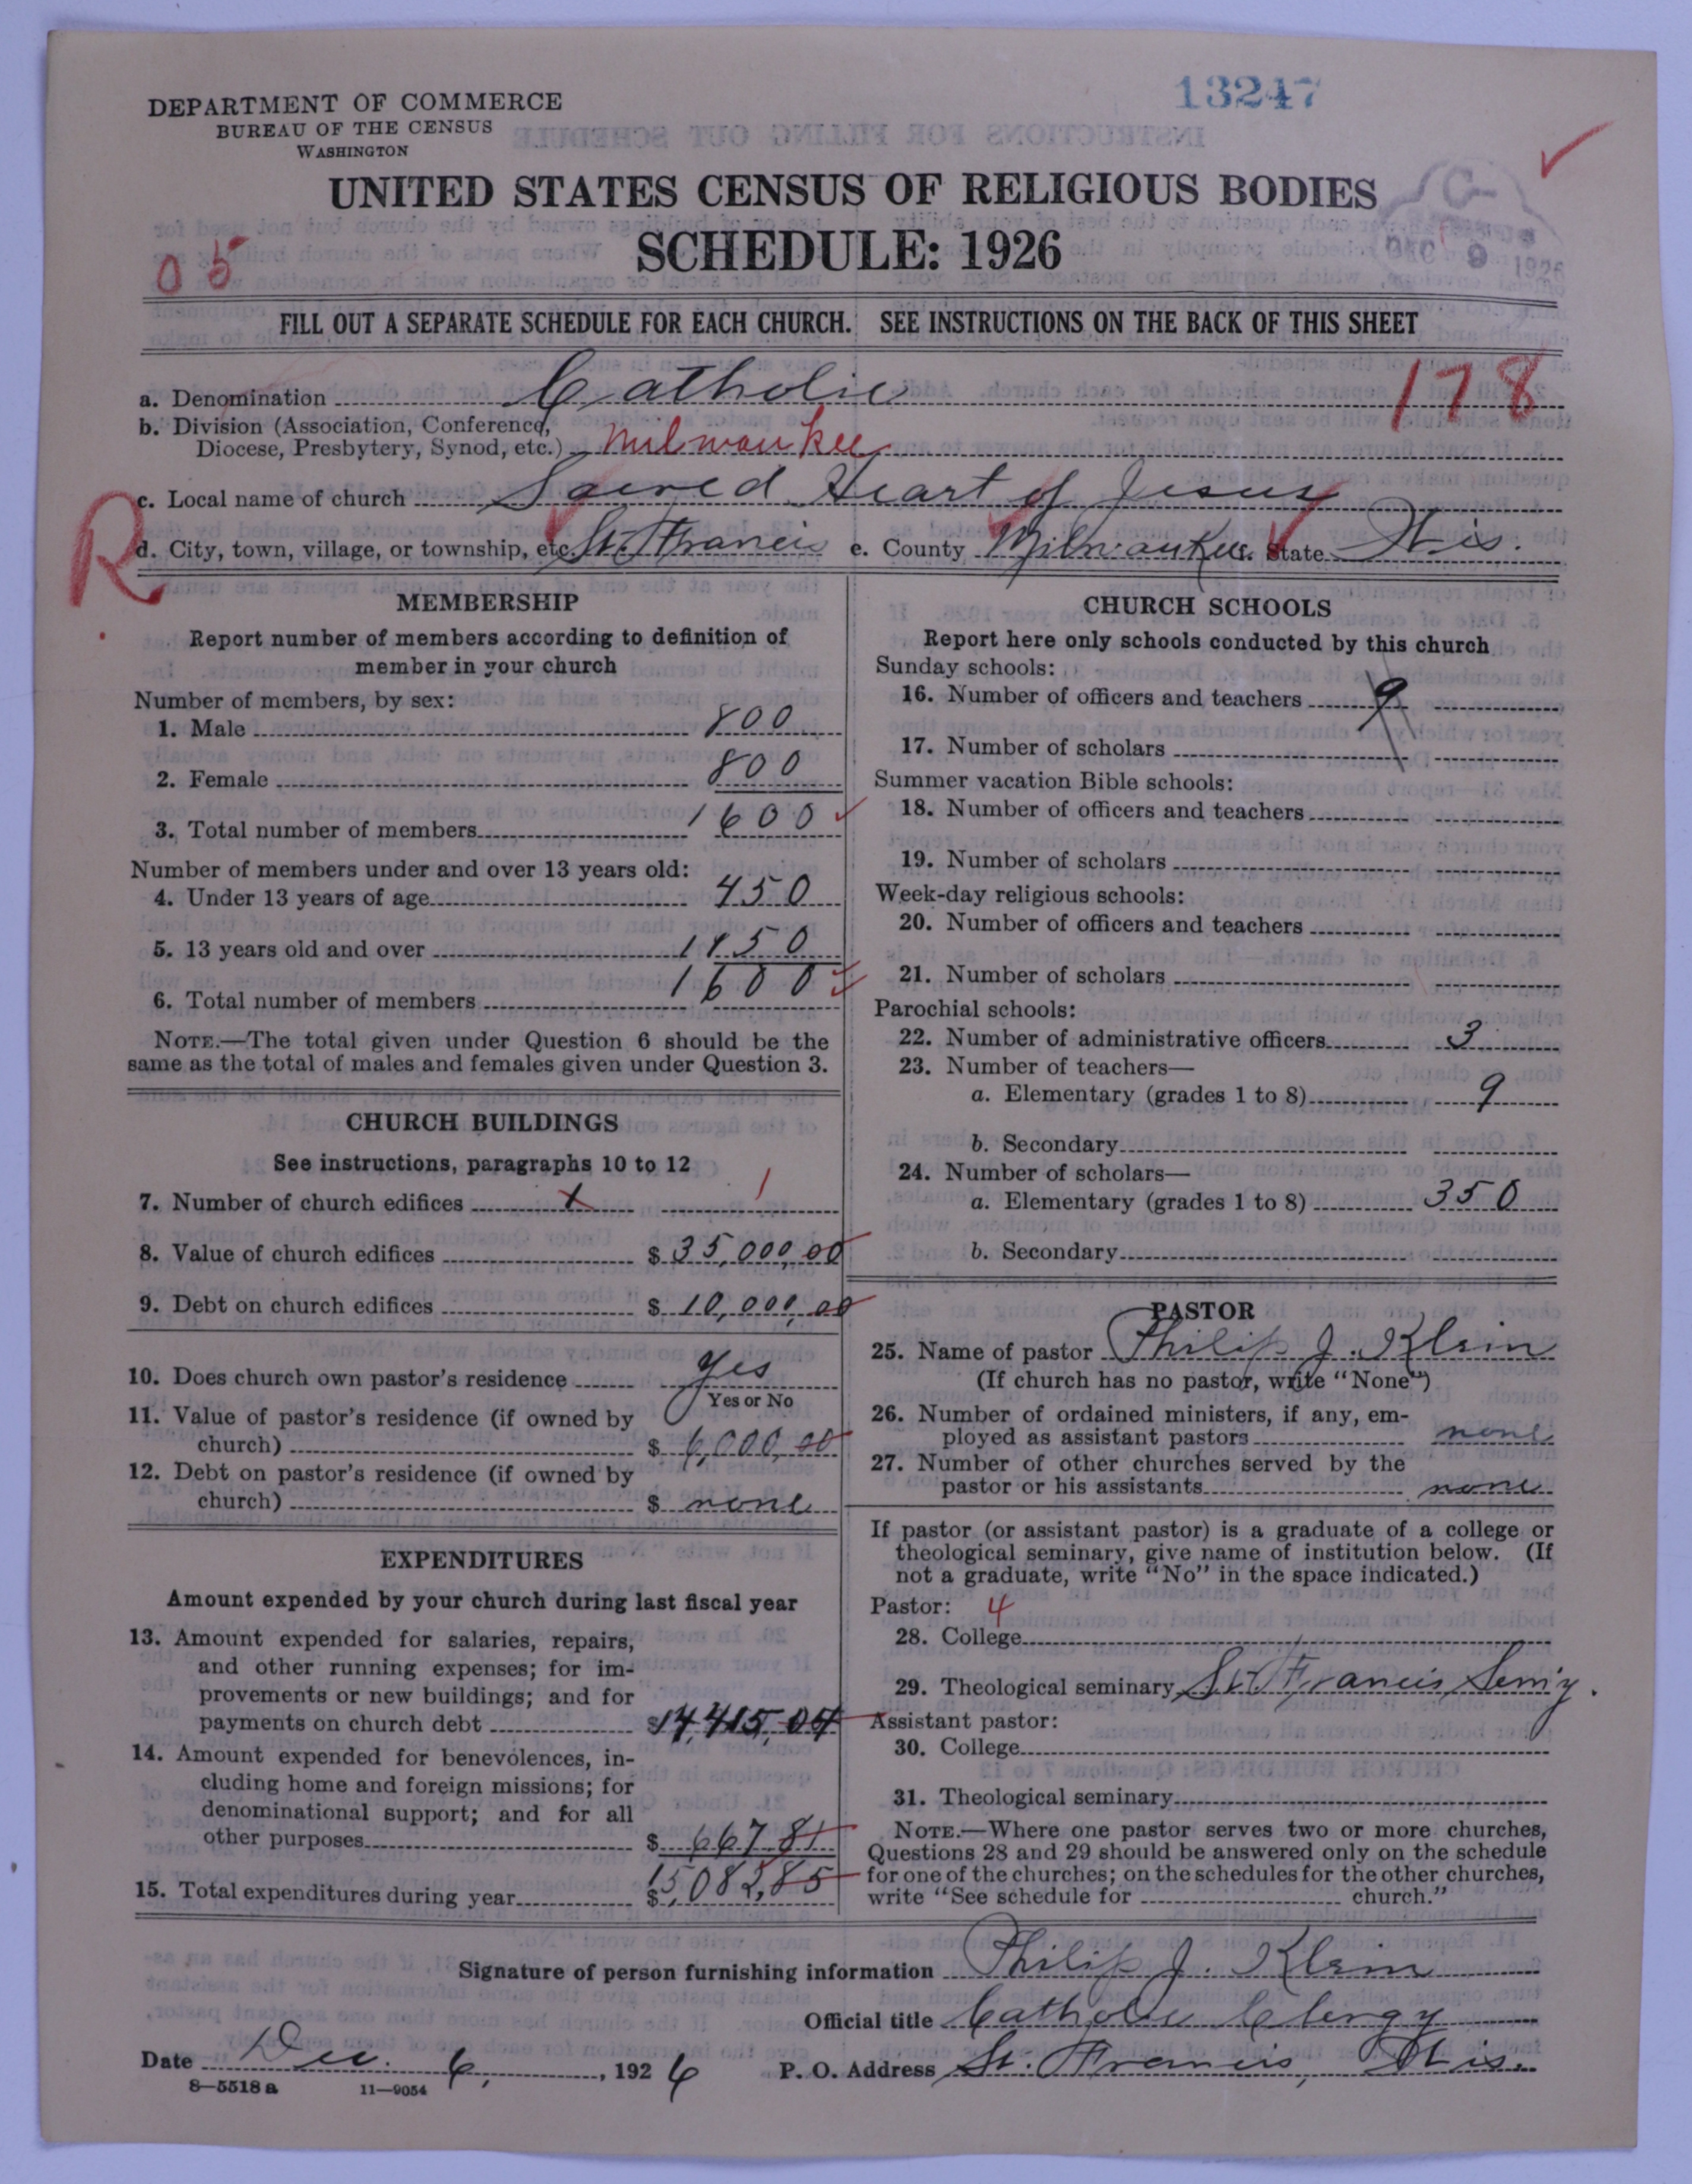 13247
DEPARTMENT OF COMMERCE
BUREAU OF THE CENSUS
WASHINGTON
UNITED STATES CENSUS OF RELIGIOUS BODIES
SCHEDULE: 1926
DEC 9 1926
05
FILL OUT A SEPARATE SCHEDULE FOR EACH CHURCH. SEE INSTRUCTIONS ON THE BACK OF THIS SHEET
178
a. Denomination Catholic
b. Division (Association, Conference,
Diocese, Presbytery, Synod, etc.) Milwaukee
c. Local name of church Sacred Heart of Jesus
R
d. City, town, village, or township, etc. St. Francis e. County Milwaukee. State Wis.
MEMBERSHIP
Report number of members according to definition of
member in your church
Number of members, by sex:
1. Male 800
2. Female 800
3. Total number of members 1600
Number of members under and over 13 years old:
4. Under 13 years of age 450
5. 13 years old and over 1150
6. Total number of members 1600
NOTE.—The total given under Question 6 should be the
same as the total of males and females given under Question 3.
CHURCH BUILDINGS
See instructions, paragraphs 10 to 12
7. Number of church edifices 1 1
8. Value of church edifices $ 35,000,00
9. Debt on church edifices $ 10,000,00
10. Does church own pastor's residence Yes
Yes or No
11. Value of pastor's residence (if owned by
church) $ 6,000,00
12. Debt on pastor's residence (if owned by
church) $ none
EXPENDITURES
Amount expended by your church during last fiscal year
13. Amount expended for salaries, repairs,
and other running expenses; for im-
provements or new buildings; and for
payments on church debt $ 14,415,04
14. Amount expended for benevolences, in-
cluding home and foreign missions; for
denominational support; and for all
other purposes $ 667.81
15. Total expenditures during year $ 15,082,85
CHURCH SCHOOLS
Report here only schools conducted by this church
Sunday schools:
16. Number of officers and teachers 9
17. Number of scholars
Summer vacation Bible schools:
18. Number of officers and teachers
19. Number of scholars
Week-day religious schools:
20. Number of officers and teachers
21. Number of scholars
Parochial schools:
22. Number of administrative officers 3
23. Number of teachers—
a. Elementary (grades 1 to 8) 9
b. Secondary
24. Number of scholars—
a. Elementary (grades 1 to 8) 350
b. Secondary
PASTOR
25. Name of pastor Philip J. Klein
(If church has no pastor, write "None")
26. Number of ordained ministers, if any, em-
ployed as assistant pastors none
27. Number of other churches served by the
pastor or his assistants none
If pastor (or assistant pastor) is a graduate of a college or
theological seminary, give name of institution below. (If
not a graduate, write "No" in the space indicated.)
Pastor: 4
28. College
29. Theological seminary St. Francis Semy.
Assistant pastor:
30. College
31. Theological seminary
NOTE.—Where one pastor serves two or more churches,
Questions 28 and 29 should be answered only on the schedule
for one of the churches; on the schedules for the other churches,
write "See schedule for church."
Signature of person furnishing information Philip J. Klein
Official title Catholic Clergy
Date Dec. 6, 1926 P. O. Address St. Francis, Wis.
8—5518 a 11—9054